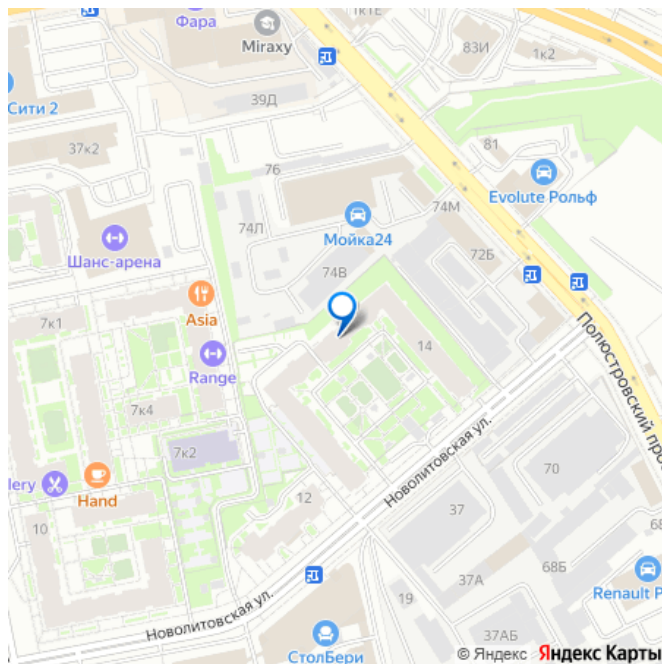 Фара
1к1Е
Miraxy
83И
1к2
Сити 2
39Д
37к2
76
81
Evolute Рольф
74М
74Л
Мойка24
72Б
Шанс-арена
74В
Asia
7к1
14
Полюстровский про
Range
7к4
7к2
Новолитовская ул.
lery
Hand
70
12
37
10
68
68Б
37А
19
Renault Р
Новолитовская ул.
37АБ
СтолБери
© Яндекс Яндекс Карты